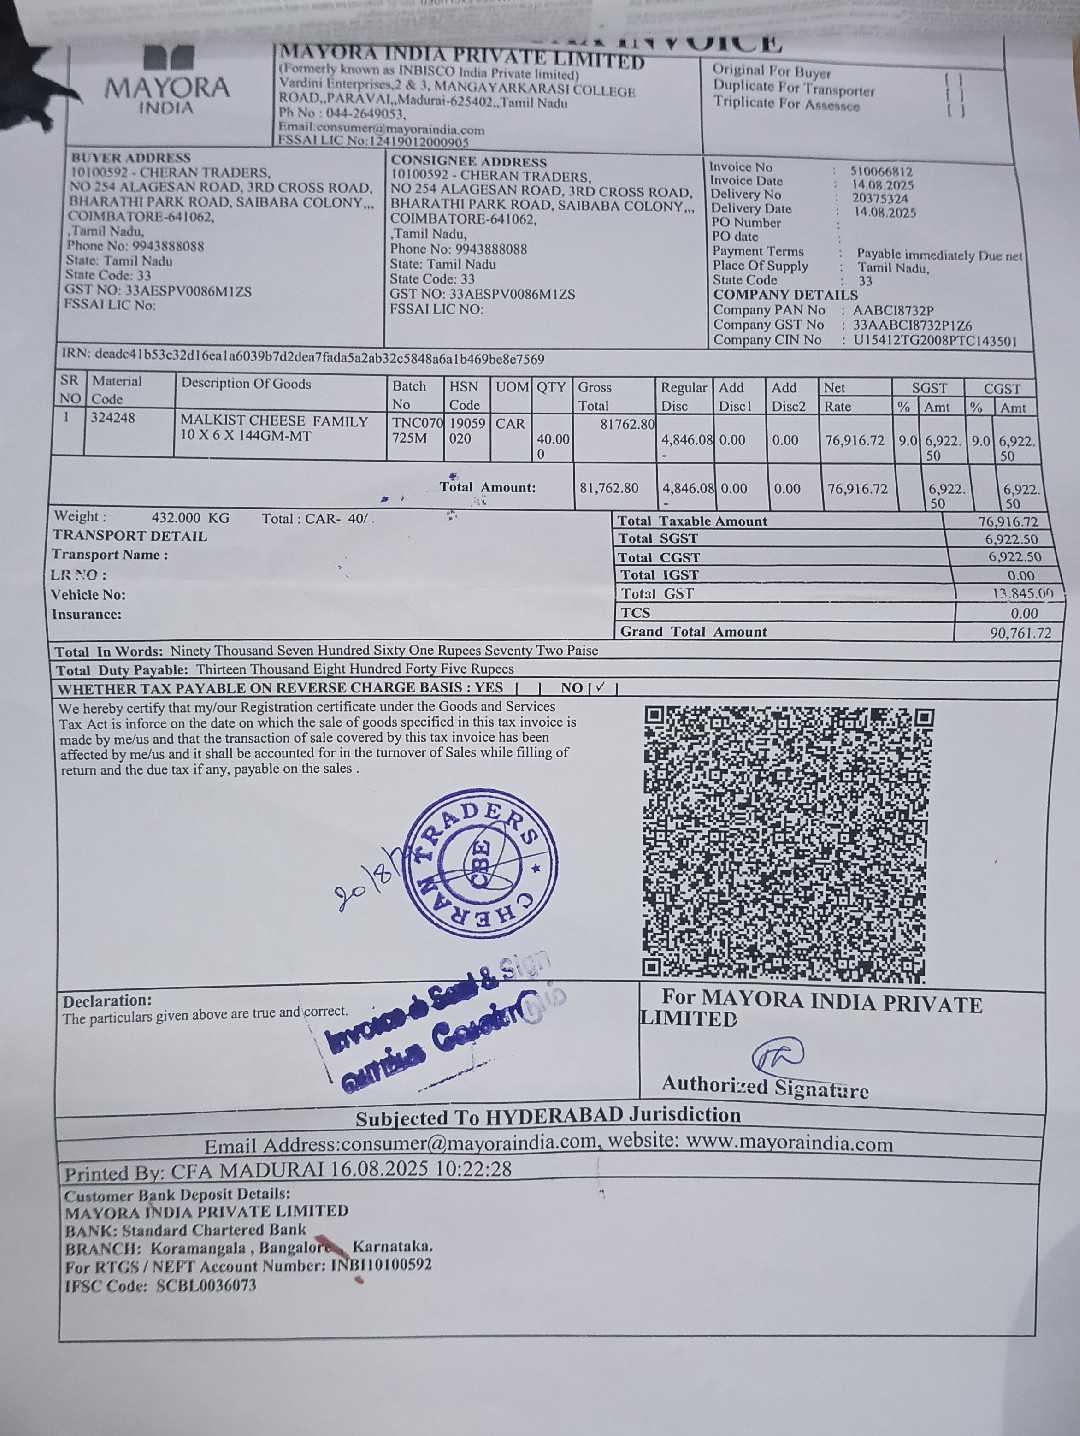 INVOICE
MAYORA
INDIA
MAYORA INDIA PRIVATE LIMITED
(Formerly known as INBISCO India Private limited)
Vardini Enterprises,2 & 3, MANGAYARKARASI COLLEGE
ROAD,,PARAVAI,,Madurai-625402.,Tamil Nadu
Ph No : 044-2649053,
Email:consumer@mayoraindia.com
FSSAI LIC No:12419012000905
Original For Buyer [ ]
Duplicate For Transporter [ ]
Triplicate For Assessee [ ]
BUYER ADDRESS
10100592 - CHERAN TRADERS,
NO 254 ALAGESAN ROAD, 3RD CROSS ROAD,
BHARATHI PARK ROAD, SAIBABA COLONY,,,
COIMBATORE-641062,
,Tamil Nadu,
Phone No: 9943888088
State: Tamil Nadu
State Code: 33
GST NO: 33AESPV0086M1ZS
FSSAI LIC No:
CONSIGNEE ADDRESS
10100592 - CHERAN TRADERS,
NO 254 ALAGESAN ROAD, 3RD CROSS ROAD,
BHARATHI PARK ROAD, SAIBABA COLONY,,,
COIMBATORE-641062,
,Tamil Nadu,
Phone No: 9943888088
State: Tamil Nadu
State Code: 33
GST NO: 33AESPV0086M1ZS
FSSAI LIC NO:
Invoice No : 510066812
Invoice Date : 14.08.2025
Delivery No : 20375324
Delivery Date : 14.08.2025
PO Number :
PO date :
Payment Terms : Payable immediately Due net
Place Of Supply : Tamil Nadu,
State Code : 33
COMPANY DETAILS
Company PAN No : AABCI8732P
Company GST No : 33AABCI8732P1Z6
Company CIN No : U15412TG2008PTC143501
IRN: deadc41b53c32d16ea1a6039b7d2dea7fada5a2ab32c5848a6a1b469be8e7569
SR Material Description Of Goods Batch HSN UOM QTY Gross Regular Add Add Net SGST CGST
NO Code No Code Total Disc Disc1 Disc2 Rate % Amt % Amt
1 324248 MALKIST CHEESE FAMILY TNC070 19059 CAR 81762.80
10 X 6 X 144GM-MT 725M 020 40.00 4,846.08 0.00 0.00 76,916.72 9.0 6,922. 9.0 6,922.
0 - 50 50
Total Amount: 81,762.80 4,846.08 0.00 0.00 76,916.72 6,922. 6,922.
- 50 50
Weight : 432.000 KG Total : CAR- 40/
TRANSPORT DETAIL
Transport Name :
LR NO :
Vehicle No:
Insurance:
Total Taxable Amount 76,916.72
Total SGST 6,922.50
Total CGST 6,922.50
Total IGST 0.00
Total GST 13,845.00
TCS 0.00
Grand Total Amount 90,761.72
Total In Words: Ninety Thousand Seven Hundred Sixty One Rupees Seventy Two Paise
Total Duty Payable: Thirteen Thousand Eight Hundred Forty Five Rupees
WHETHER TAX PAYABLE ON REVERSE CHARGE BASIS : YES [ ] NO [✓ ]
We hereby certify that my/our Registration certificate under the Goods and Services
Tax Act is inforce on the date on which the sale of goods specified in this tax invoice is
made by me/us and that the transaction of sale covered by this tax invoice has been
affected by me/us and it shall be accounted for in the turnover of Sales while filling of
return and the due tax if any, payable on the sales .
CHERAN TRADERS
CBE
20/8/
Invoice Seal & Sign
Declaration:
The particulars given above are true and correct.
For MAYORA INDIA PRIVATE
LIMITED
Authorized Signature
Subjected To HYDERABAD Jurisdiction
Email Address:consumer@mayoraindia.com, website: www.mayoraindia.com
Printed By: CFA MADURAI 16.08.2025 10:22:28
Customer Bank Deposit Details:
MAYORA INDIA PRIVATE LIMITED
BANK: Standard Chartered Bank
BRANCH: Koramangala , Bangalore, Karnataka.
For RTGS / NEFT Account Number: INBI10100592
IFSC Code: SCBL0036073